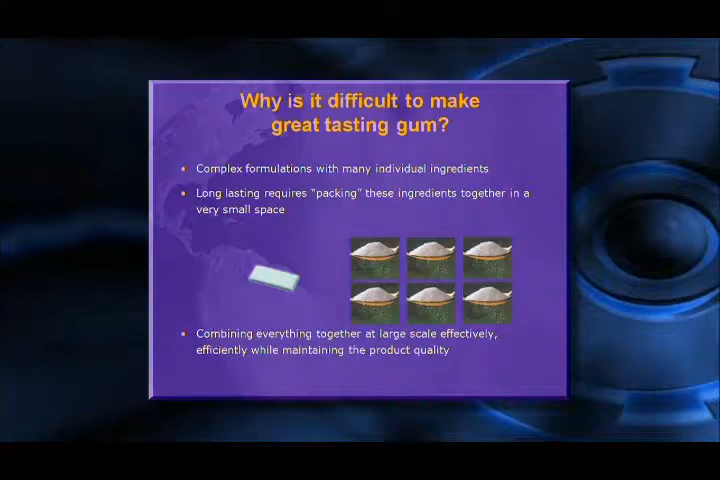 Why is it difficult to make
great tasting gum?
Complex formulations with many individual ingredients
Long lasting requires “packing” these ingredients together in a
very small space
Combining everything together at large scale effectively,
efficiently while maintaining the product quality